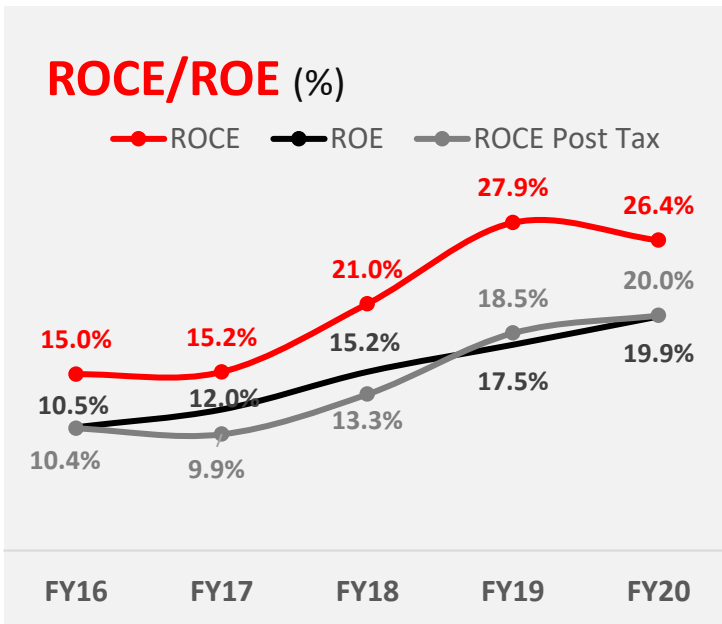 ROCE/ROE (%)
ROCE ROE ROCE Post Tax
27.9%
26.4%
21.0%
20.0%
18.5%
15.0% 15.2% 15.2%
19.9%
17.5%
10.5% 12.0%
13.3%
10.4% 9.9%
FY16 FY17 FY18 FY19 FY20